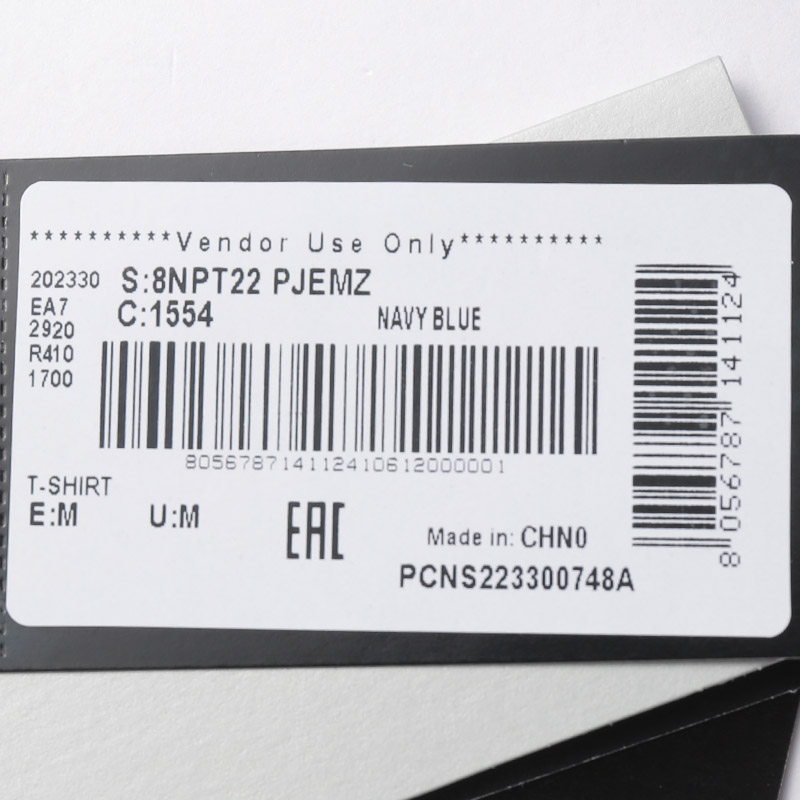 **********Vendor Use Only**********
202330 S:8NPT22 PJEMZ
EA7 C:1554 NAVY BLUE
2920
R410
1700
805678714112410612000001
8 056787 141124
T-SHIRT
E:M U:M EAC
Made in: CHN0
PCNS223300748A